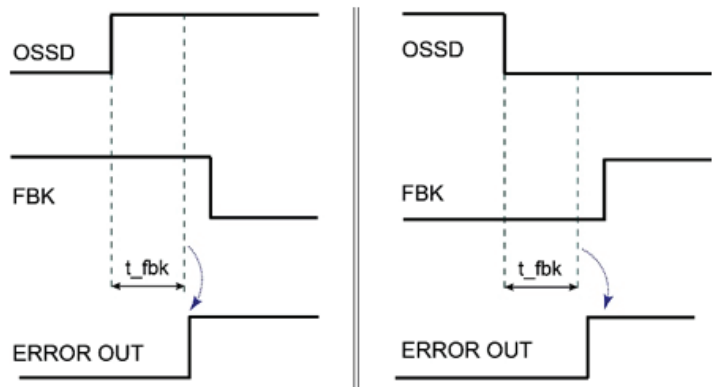 OSSD
FBK
t_fbk
ERROR OUT
OSSD
FBK
t_fbk
ERROR OUT